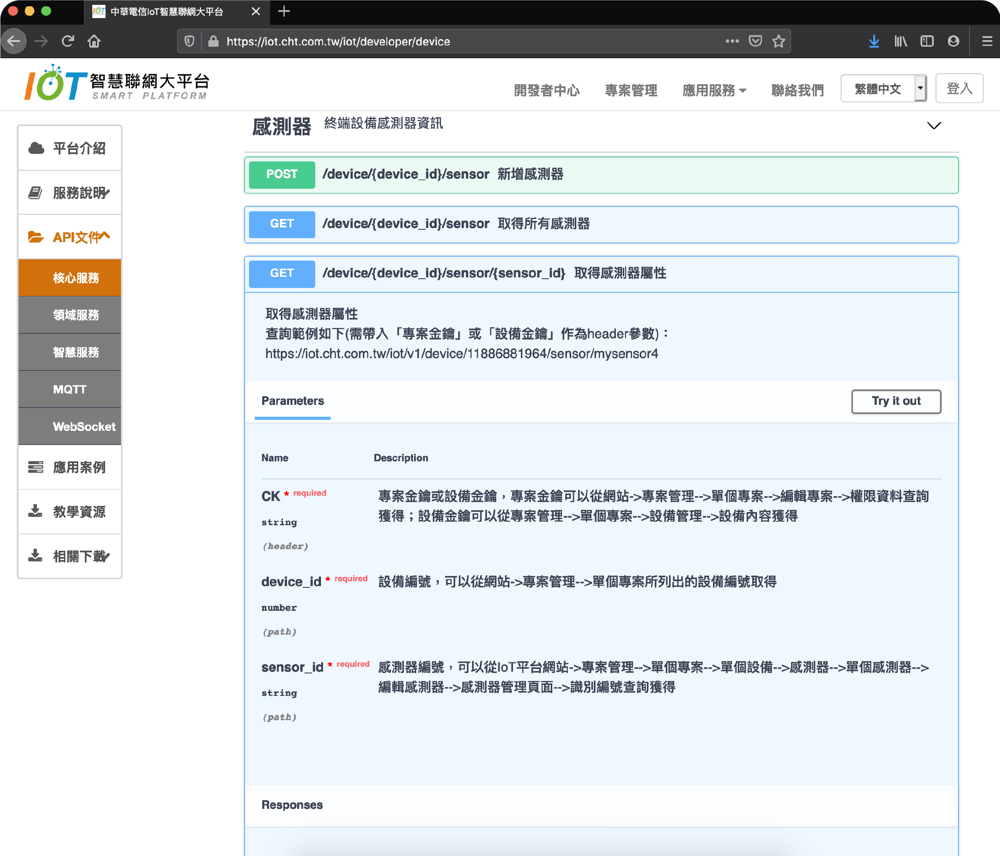 中華電信IoT智慧聯網大平台
https://iot.cht.com.tw/iot/developer/device
IOT 智慧聯網大平台
SMART PLATFORM
開發者中心
專案管理
應用服務
聯絡我們
繁體中文
登入
平台介紹
服務說明
API文件
核心服務
領域服務
智慧服務
MQTT
WebSocket
應用案例
教學資源
相關下載
感測器 終端設備感測器資訊
POST /device/{device_id}/sensor 新增感測器
GET /device/{device_id}/sensor 取得所有感測器
GET /device/{device_id}/sensor/{sensor_id} 取得感測器屬性
取得感測器屬性
查詢範例如下(需帶入「專案金鑰」或「設備金鑰」作為header參數)：
https://iot.cht.com.tw/iot/v1/device/11886881964/sensor/mysensor4
Parameters
Try it out
Name Description
CK * required
string
(header)
專案金鑰或設備金鑰，專案金鑰可以從網站->專案管理-->單個專案-->編輯專案-->權限資料查詢
獲得；設備金鑰可以從專案管理-->單個專案-->設備管理-->設備內容獲得
device_id * required
number
(path)
設備編號，可以從網站->專案管理-->單個專案所列出的設備編號取得
sensor_id * required
string
(path)
感測器編號，可以從IoT平台網站->專案管理-->單個專案-->單個設備-->感測器-->單個感測器-->
編輯感測器-->感測器管理頁面-->識別編號查詢獲得
Responses